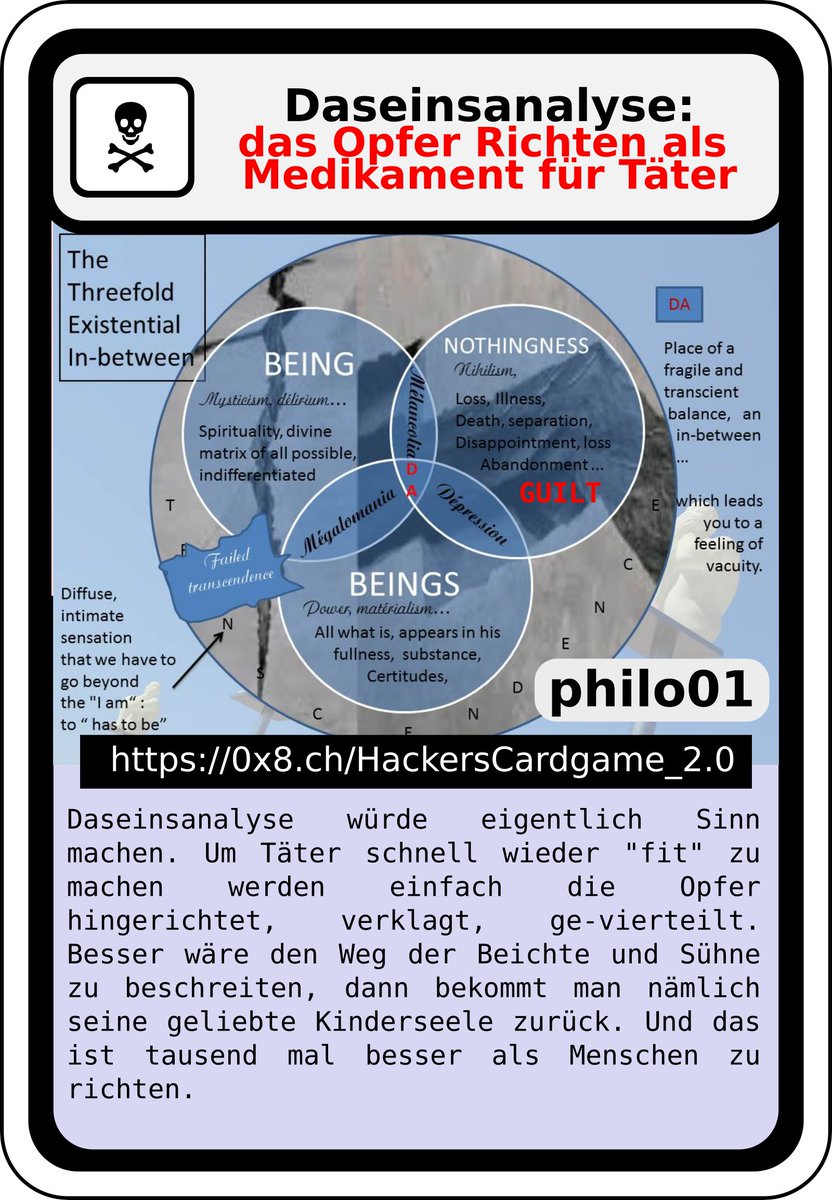 Daseinsanalyse:
das Opfer Richten als
Medikament für Täter
The
Threefold
Existential
In-between
BEING
Mysticism, délirium...
Spirituality, divine
matrix of all possible,
indifferentiated
NOTHINGNESS
Nihilism,
Loss, Illness,
Death, separation,
Disappointment, loss
Abandonment ...
GUILT
Mélancolia
DA
Mégalomania
Dépression
DA
Place of a
fragile and
transcient
balance, an
in-between
...
which leads
you to a
feeling of
vacuity.
BEINGS
Power, matérialism...
All what is, appears in his
fullness, substance,
Certitudes,
Failed
transcendence
T
R
N
S
C
E
N
D
E
N
C
E
Diffuse,
intimate
sensation
that we have to
go beyond
the "I am“ :
to “ has to be”
philo01
https://0x8.ch/HackersCardgame_2.0
Daseinsanalyse würde eigentlich Sinn
machen. Um Täter schnell wieder "fit" zu
machen werden einfach die Opfer
hingerichtet, verklagt, ge-vierteilt.
Besser wäre den Weg der Beichte und Sühne
zu beschreiten, dann bekommt man nämlich
seine geliebte Kinderseele zurück. Und das
ist tausend mal besser als Menschen zu
richten.